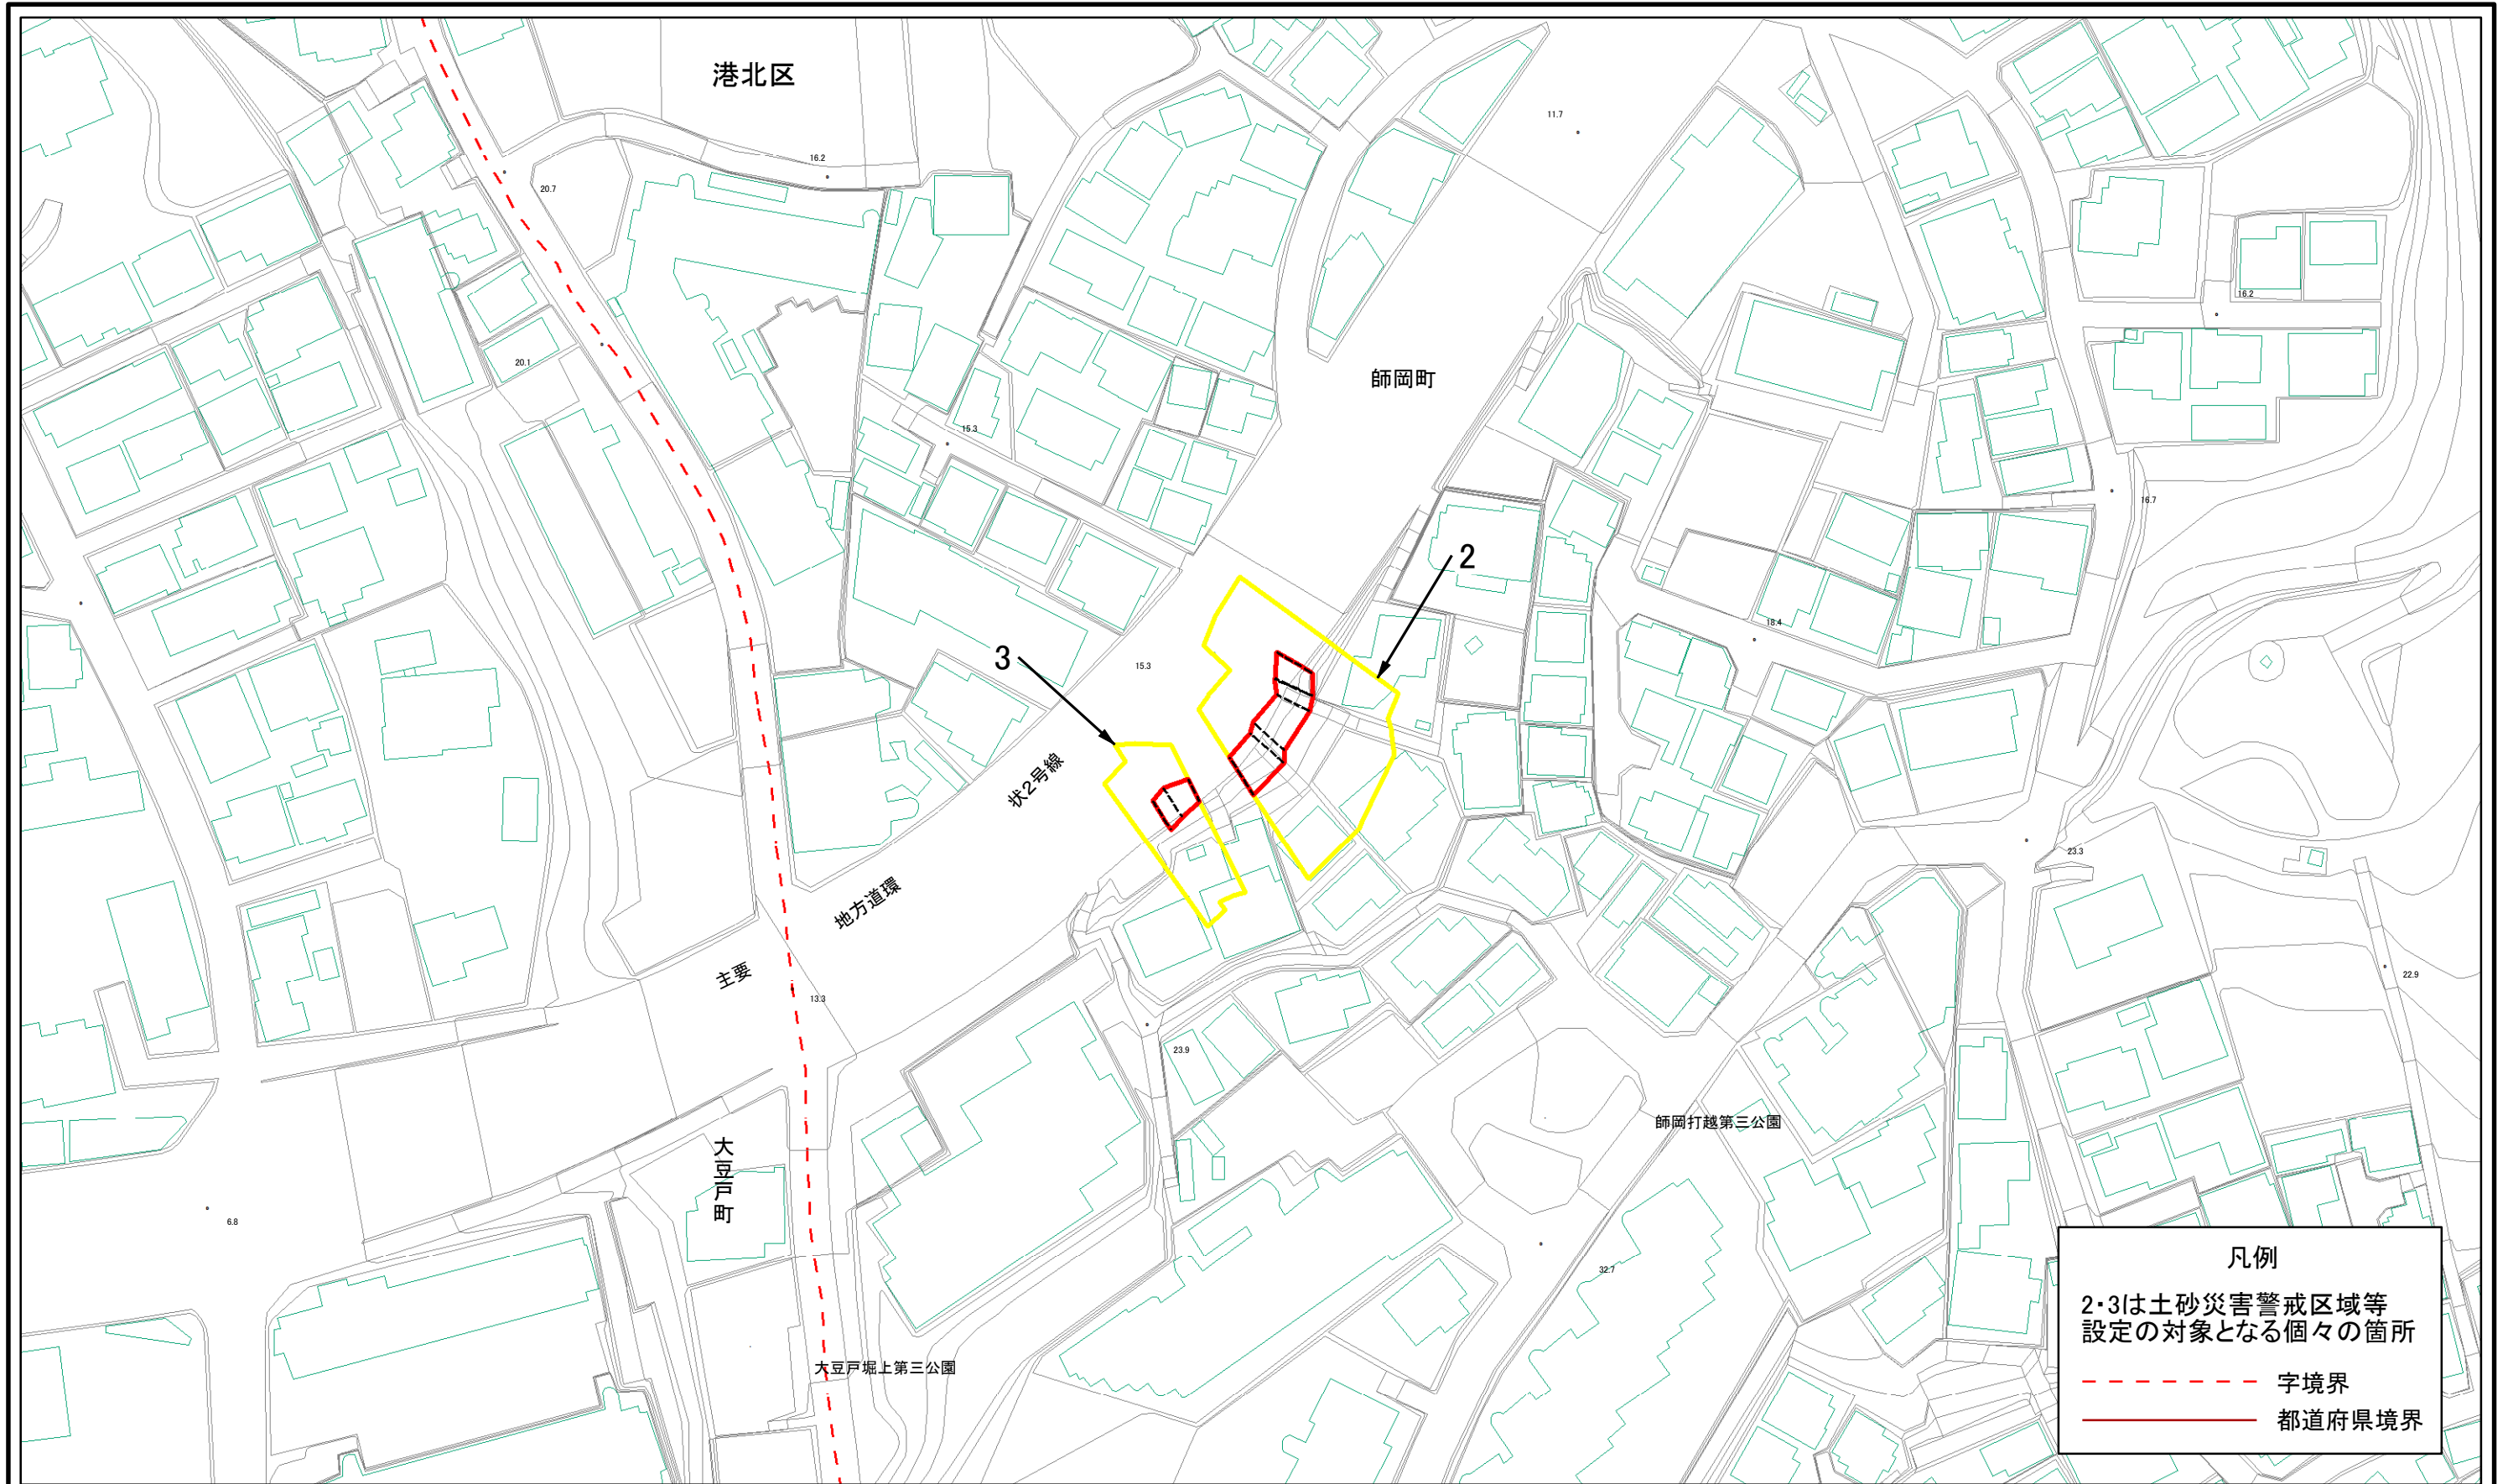 港北区
11.7
16.2
20.7
16.2
20.1
師岡町
15.3
16.7
2
18.4
3
15.3
状2号線
23.3
地方道環
主要
22.9
13.3
23.9
師岡打越第三公園
大豆戸町
6.8
32.7
大豆戸堀上第三公園
凡例
2・3は土砂災害警戒区域等
設定の対象となる個々の箇所
字境界
都道府県境界